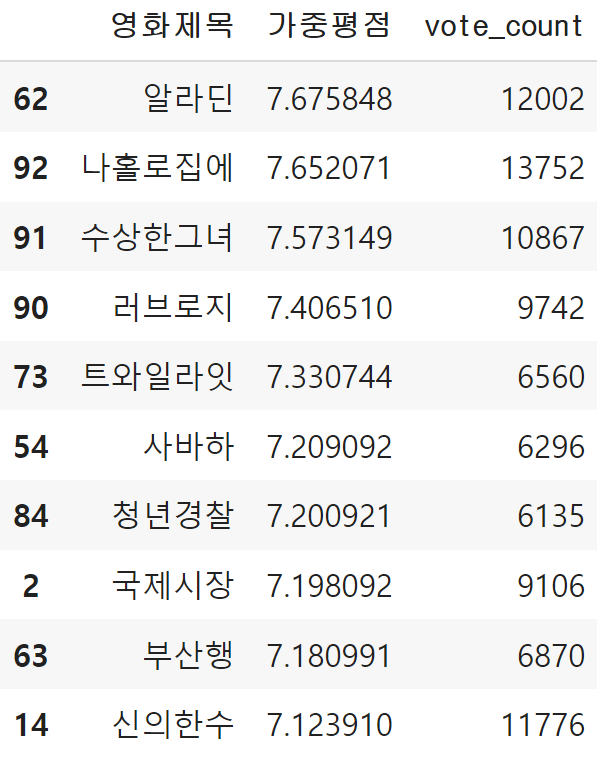 영화제목 가중평점 vote_count
62 알라딘 7.675848 12002
92 나홀로집에 7.652071 13752
91 수상한그녀 7.573149 10867
90 러브로지 7.406510 9742
73 트와일라잇 7.330744 6560
54 사바하 7.209092 6296
84 청년경찰 7.200921 6135
2 국제시장 7.198092 9106
63 부산행 7.180991 6870
14 신의한수 7.123910 11776